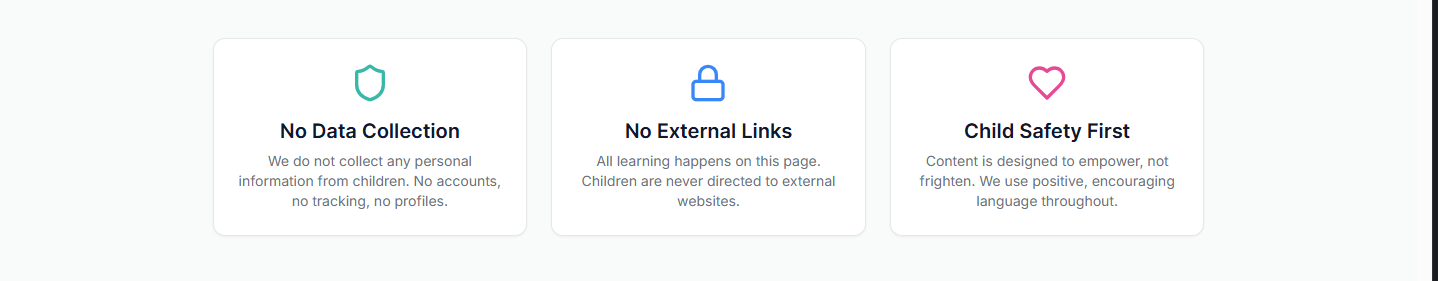 No Data Collection
We do not collect any personal
information from children. No accounts,
no tracking, no profiles.
No External Links
All learning happens on this page.
Children are never directed to external
websites.
Child Safety First
Content is designed to empower, not
frighten. We use positive, encouraging
language throughout.